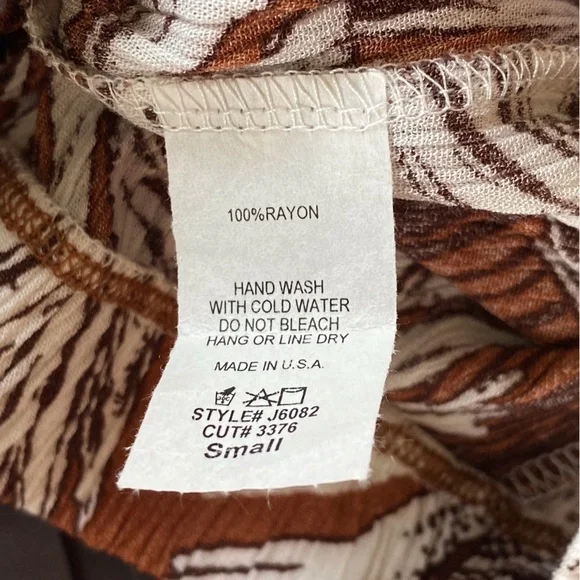 100%RAYON
HAND WASH
WITH COLD WATER
DO NOT BLEACH
HANG OR LINE DRY
MADE IN U.S.A.
STYLE# J6082
CUT# 3376
Small